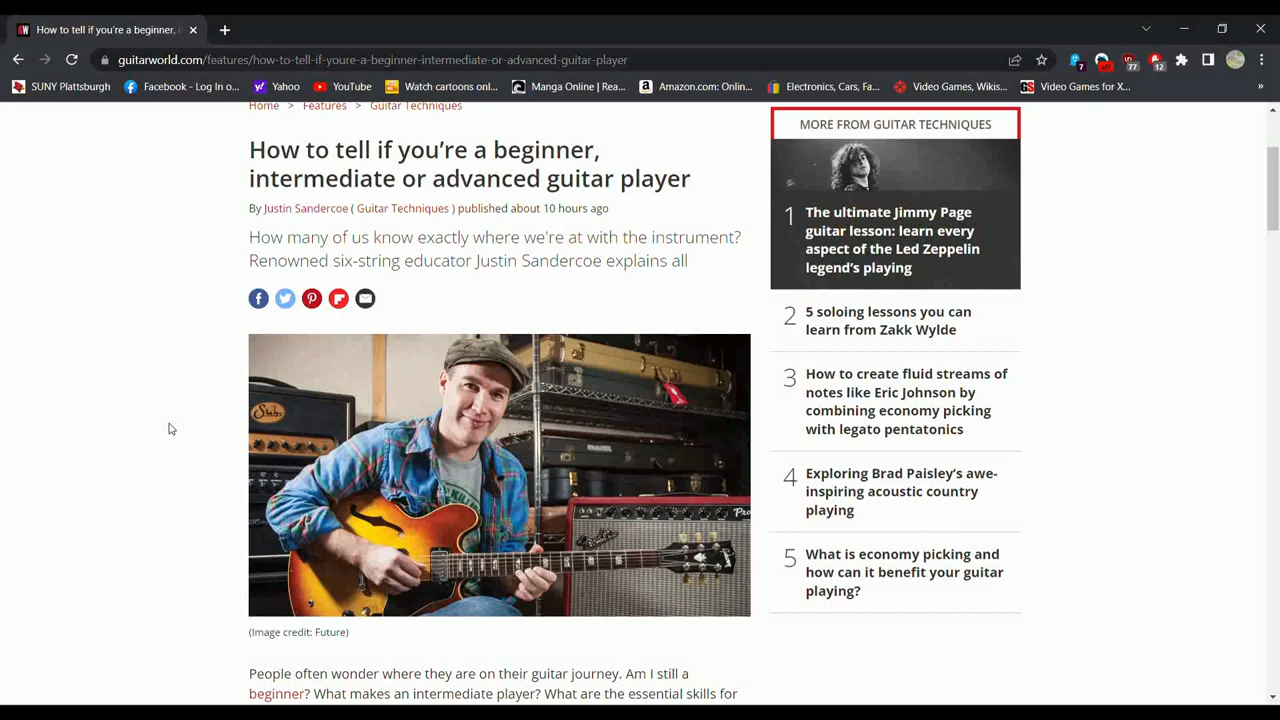 How to tell if you're a beginner,
guitarworld.com/features/how-to-tell-if-youre-a-beginner-intermediate-or-advanced-guitar-player
7
77
12
SUNY Plattsburgh
Facebook - Log In o...
Yahoo
YouTube
Watch cartoons onl...
Manga Online | Rea...
Amazon.com: Onlin...
Electronics, Cars, Fa...
Video Games, Wikis...
Video Games for X...
»
Home > Features > Guitar Techniques
How to tell if you’re a beginner,
intermediate or advanced guitar player
By Justin Sandercoe ( Guitar Techniques ) published about 10 hours ago
How many of us know exactly where we're at with the instrument?
Renowned six-string educator Justin Sandercoe explains all
(Image credit: Future)
People often wonder where they are on their guitar journey. Am I still a
beginner? What makes an intermediate player? What are the essential skills for
MORE FROM GUITAR TECHNIQUES
1
The ultimate Jimmy Page
guitar lesson: learn every
aspect of the Led Zeppelin
legend’s playing
2
5 soloing lessons you can
learn from Zakk Wylde
3
How to create fluid streams of
notes like Eric Johnson by
combining economy picking
with legato pentatonics
4
Exploring Brad Paisley’s awe-
inspiring acoustic country
playing
5
What is economy picking and
how can it benefit your guitar
playing?